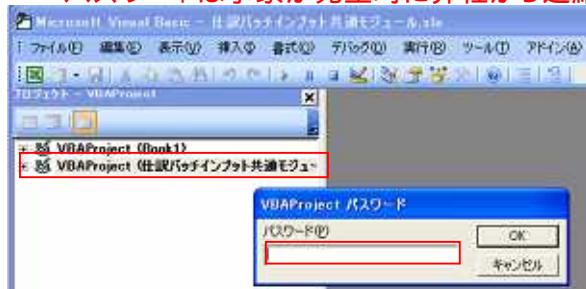 Microsoft Visual Basic - 仕訳バッチインプット共通モジュール.xls
ファイル(F) 編集(E) 表示(V) 挿入(I) 書式(O) デバッグ(D) 実行(R) ツール(T) アドイン(A)
プロジェクト - VBAProject
VBAProject (Book1)
VBAProject (仕訳バッチインプット共通モジュー
VBAProject パスワード
パスワード(P)
OK
キャンセル